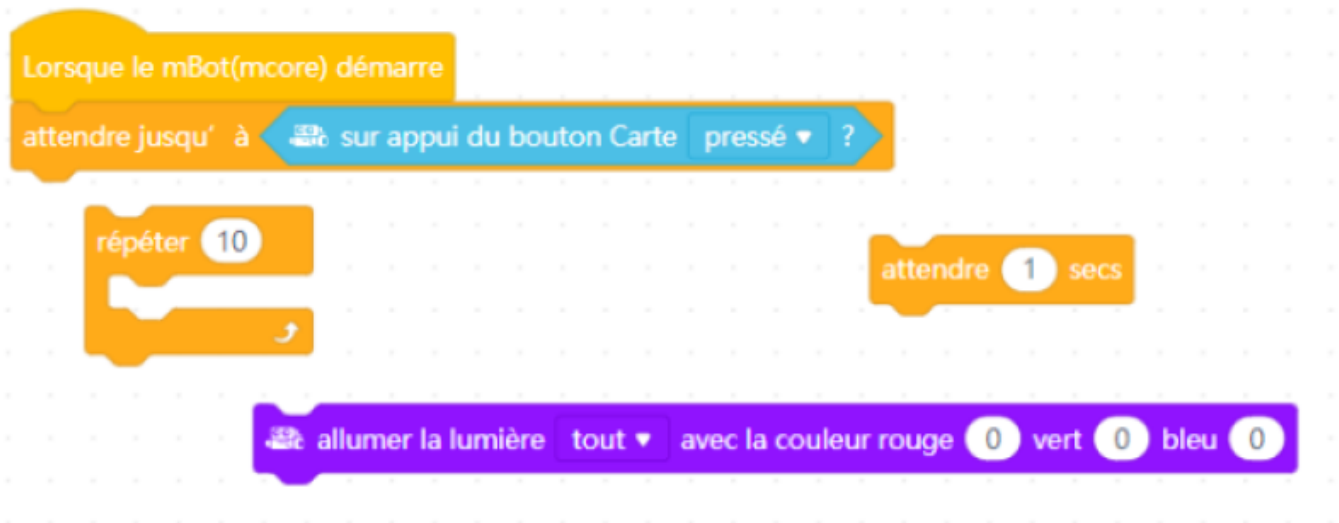 Lorsque le mBot(mcore) démarre
attendre jusqu' à sur appui du bouton Carte pressé ?
répéter 10
attendre 1 secs
allumer la lumière tout avec la couleur rouge 0 vert 0 bleu 0